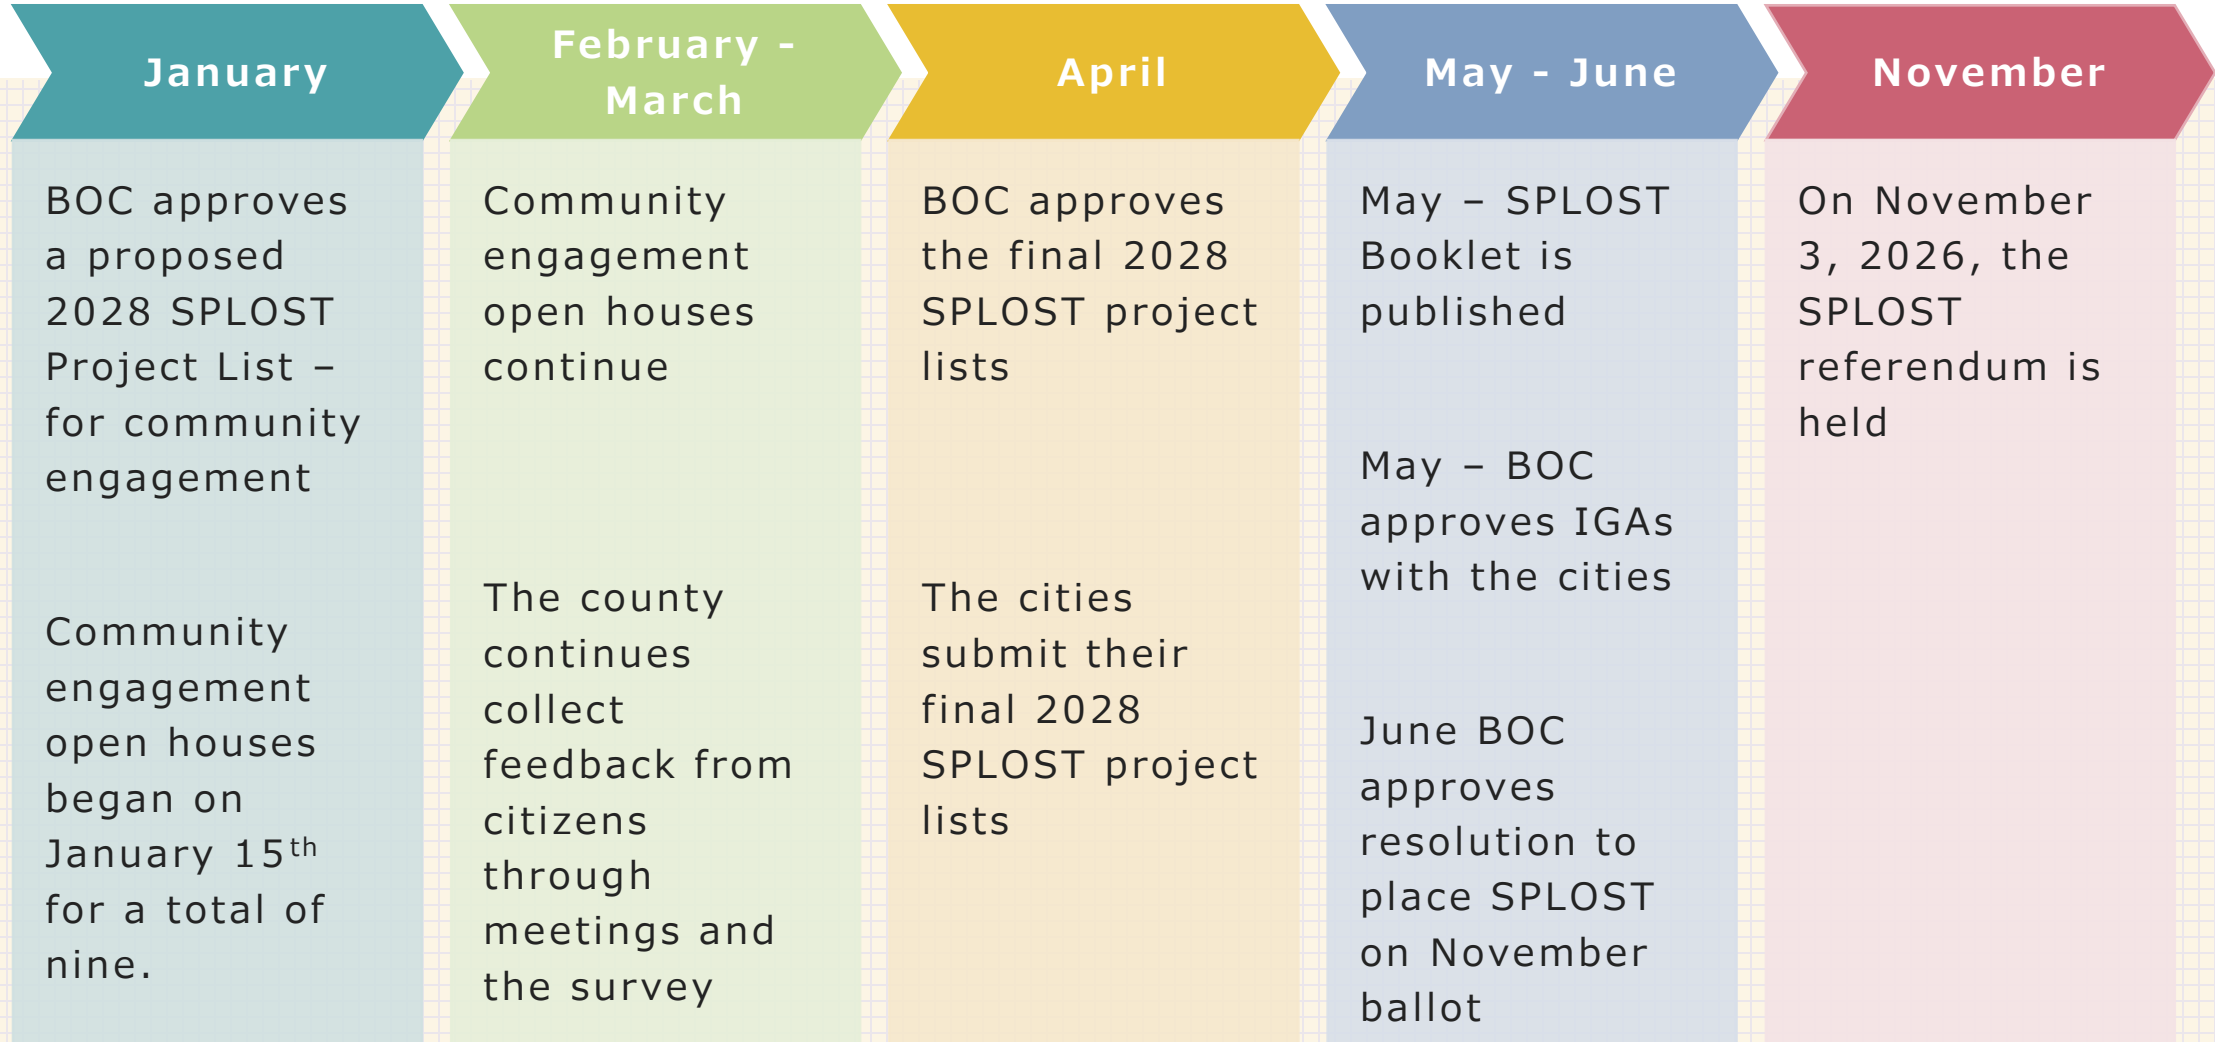 January
BOC approves
a proposed
2028 SPLOST
Project List –
for community
engagement
Community
engagement
open houses
began on
January 15th
for a total of
nine.
February -
March
Community
engagement
open houses
continue
The county
continues
collect
feedback from
citizens
through
meetings and
the survey
April
BOC approves
the final 2028
SPLOST project
lists
The cities
submit their
final 2028
SPLOST project
lists
May - June
May – SPLOST
Booklet is
published
May – BOC
approves IGAs
with the cities
June BOC
approves
resolution to
place SPLOST
on November
ballot
November
On November
3, 2026, the
SPLOST
referendum is
held